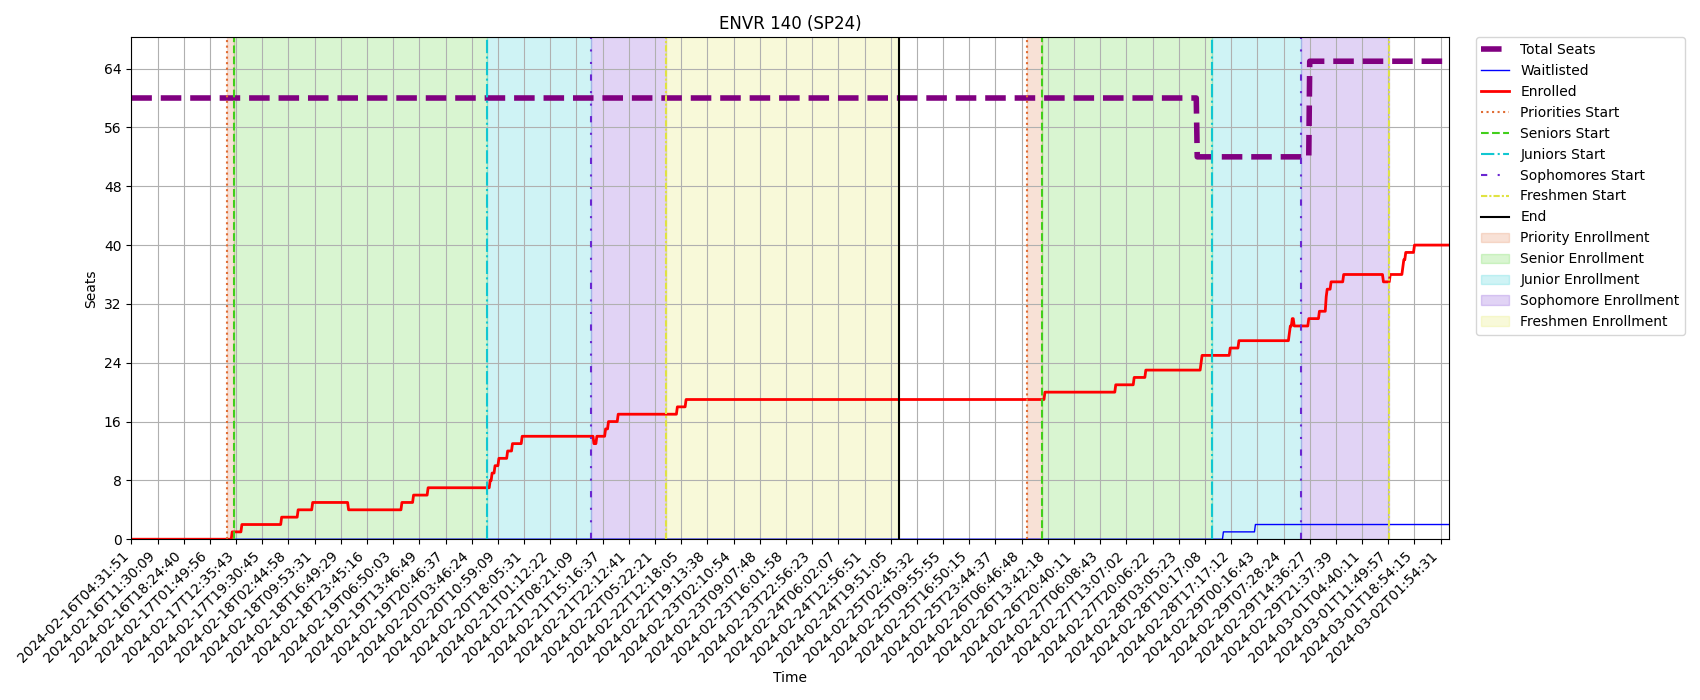 ENVR 140 (SP24)
Seats
64
56
48
40
32
24
16
8
0
2024-02-16T04:31:51
2024-02-16T11:30:09
2024-02-16T18:24:40
2024-02-17T01:49:56
2024-02-17T12:35:43
2024-02-17T19:30:45
2024-02-18T02:44:58
2024-02-18T09:53:31
2024-02-18T16:49:29
2024-02-18T23:45:16
2024-02-19T06:50:03
2024-02-19T13:46:49
2024-02-19T20:46:37
2024-02-20T03:46:24
2024-02-20T10:59:09
2024-02-20T18:05:31
2024-02-21T01:12:22
2024-02-21T08:21:09
2024-02-21T15:16:37
2024-02-21T22:12:41
2024-02-22T05:22:21
2024-02-22T12:18:05
2024-02-22T19:13:38
2024-02-23T02:10:54
2024-02-23T09:07:48
2024-02-23T16:01:58
2024-02-23T22:56:23
2024-02-24T06:02:07
2024-02-24T12:56:51
2024-02-24T19:51:05
2024-02-25T02:45:32
2024-02-25T09:55:55
2024-02-25T16:50:15
2024-02-25T23:44:37
2024-02-26T06:46:48
2024-02-26T13:42:18
2024-02-26T20:40:11
2024-02-27T06:08:43
2024-02-27T13:07:02
2024-02-27T20:06:22
2024-02-28T03:05:23
2024-02-28T10:17:08
2024-02-28T17:17:12
2024-02-29T00:16:43
2024-02-29T07:28:24
2024-02-29T14:36:27
2024-02-29T21:37:39
2024-03-01T04:40:11
2024-03-01T11:49:57
2024-03-01T18:54:15
2024-03-02T01:54:31
Time
Total Seats
Waitlisted
Enrolled
Priorities Start
Seniors Start
Juniors Start
Sophomores Start
Freshmen Start
End
Priority Enrollment
Senior Enrollment
Junior Enrollment
Sophomore Enrollment
Freshmen Enrollment